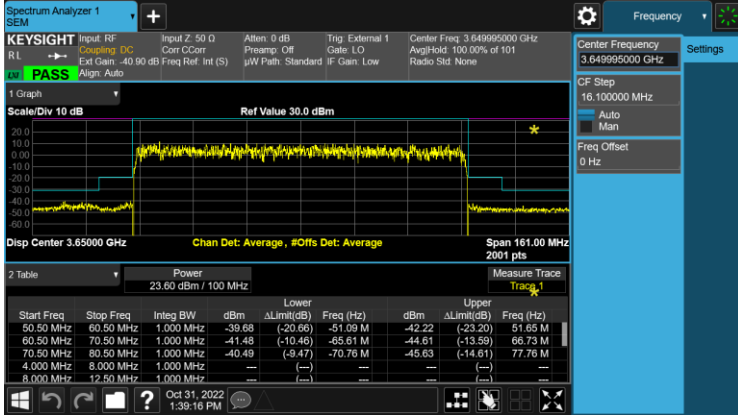 Spectrum Analyzer 1
SEM
Frequency
KEYSIGHT
R L
LXI
PASS
Input: RF
Coupling: DC
Ext Gain: -40.90 dB
Align: Auto
Input Z: 50 Ω
Corr CCorr
Freq Ref: Int (S)
Atten: 0 dB
Preamp: Off
µW Path: Standard
Trig: External 1
Gate: LO
IF Gain: Low
Center Freq: 3.649995000 GHz
Avg|Hold: 100.00% of 101
Radio Std: None
Center Frequency
3.649995000 GHz
Settings
CF Step
16.100000 MHz
Auto
Man
Freq Offset
0 Hz
1 Graph
Scale/Div 10 dB
Ref Value 30.0 dBm
20.0
10.0
0.00
-10.0
-20.0
-30.0
-40.0
-50.0
-60.0
Disp Center 3.65000 GHz
Chan Det: Average , #Offs Det: Average
Span 161.00 MHz
2001 pts
2 Table
Power
23.60 dBm / 100 MHz
Measure Trace
Trace 1
Lower Upper
Start Freq Stop Freq Integ BW dBm ΔLimit(dB) Freq (Hz) dBm ΔLimit(dB) Freq (Hz)
50.50 MHz 60.50 MHz 1.000 MHz -39.68 (-20.66) -51.09 M -42.22 (-23.20) 51.65 M
60.50 MHz 70.50 MHz 1.000 MHz -41.48 (-10.46) -65.61 M -44.61 (-13.59) 66.73 M
70.50 MHz 80.50 MHz 1.000 MHz -40.49 (-9.47) -70.76 M -45.63 (-14.61) 77.76 M
4.000 MHz 8.000 MHz 1.000 MHz --- (---) --- (---) ---
8.000 MHz 12.50 MHz 1.000 MHz --- (---) --- (---) ---
?
Oct 31, 2022
1:39:16 PM